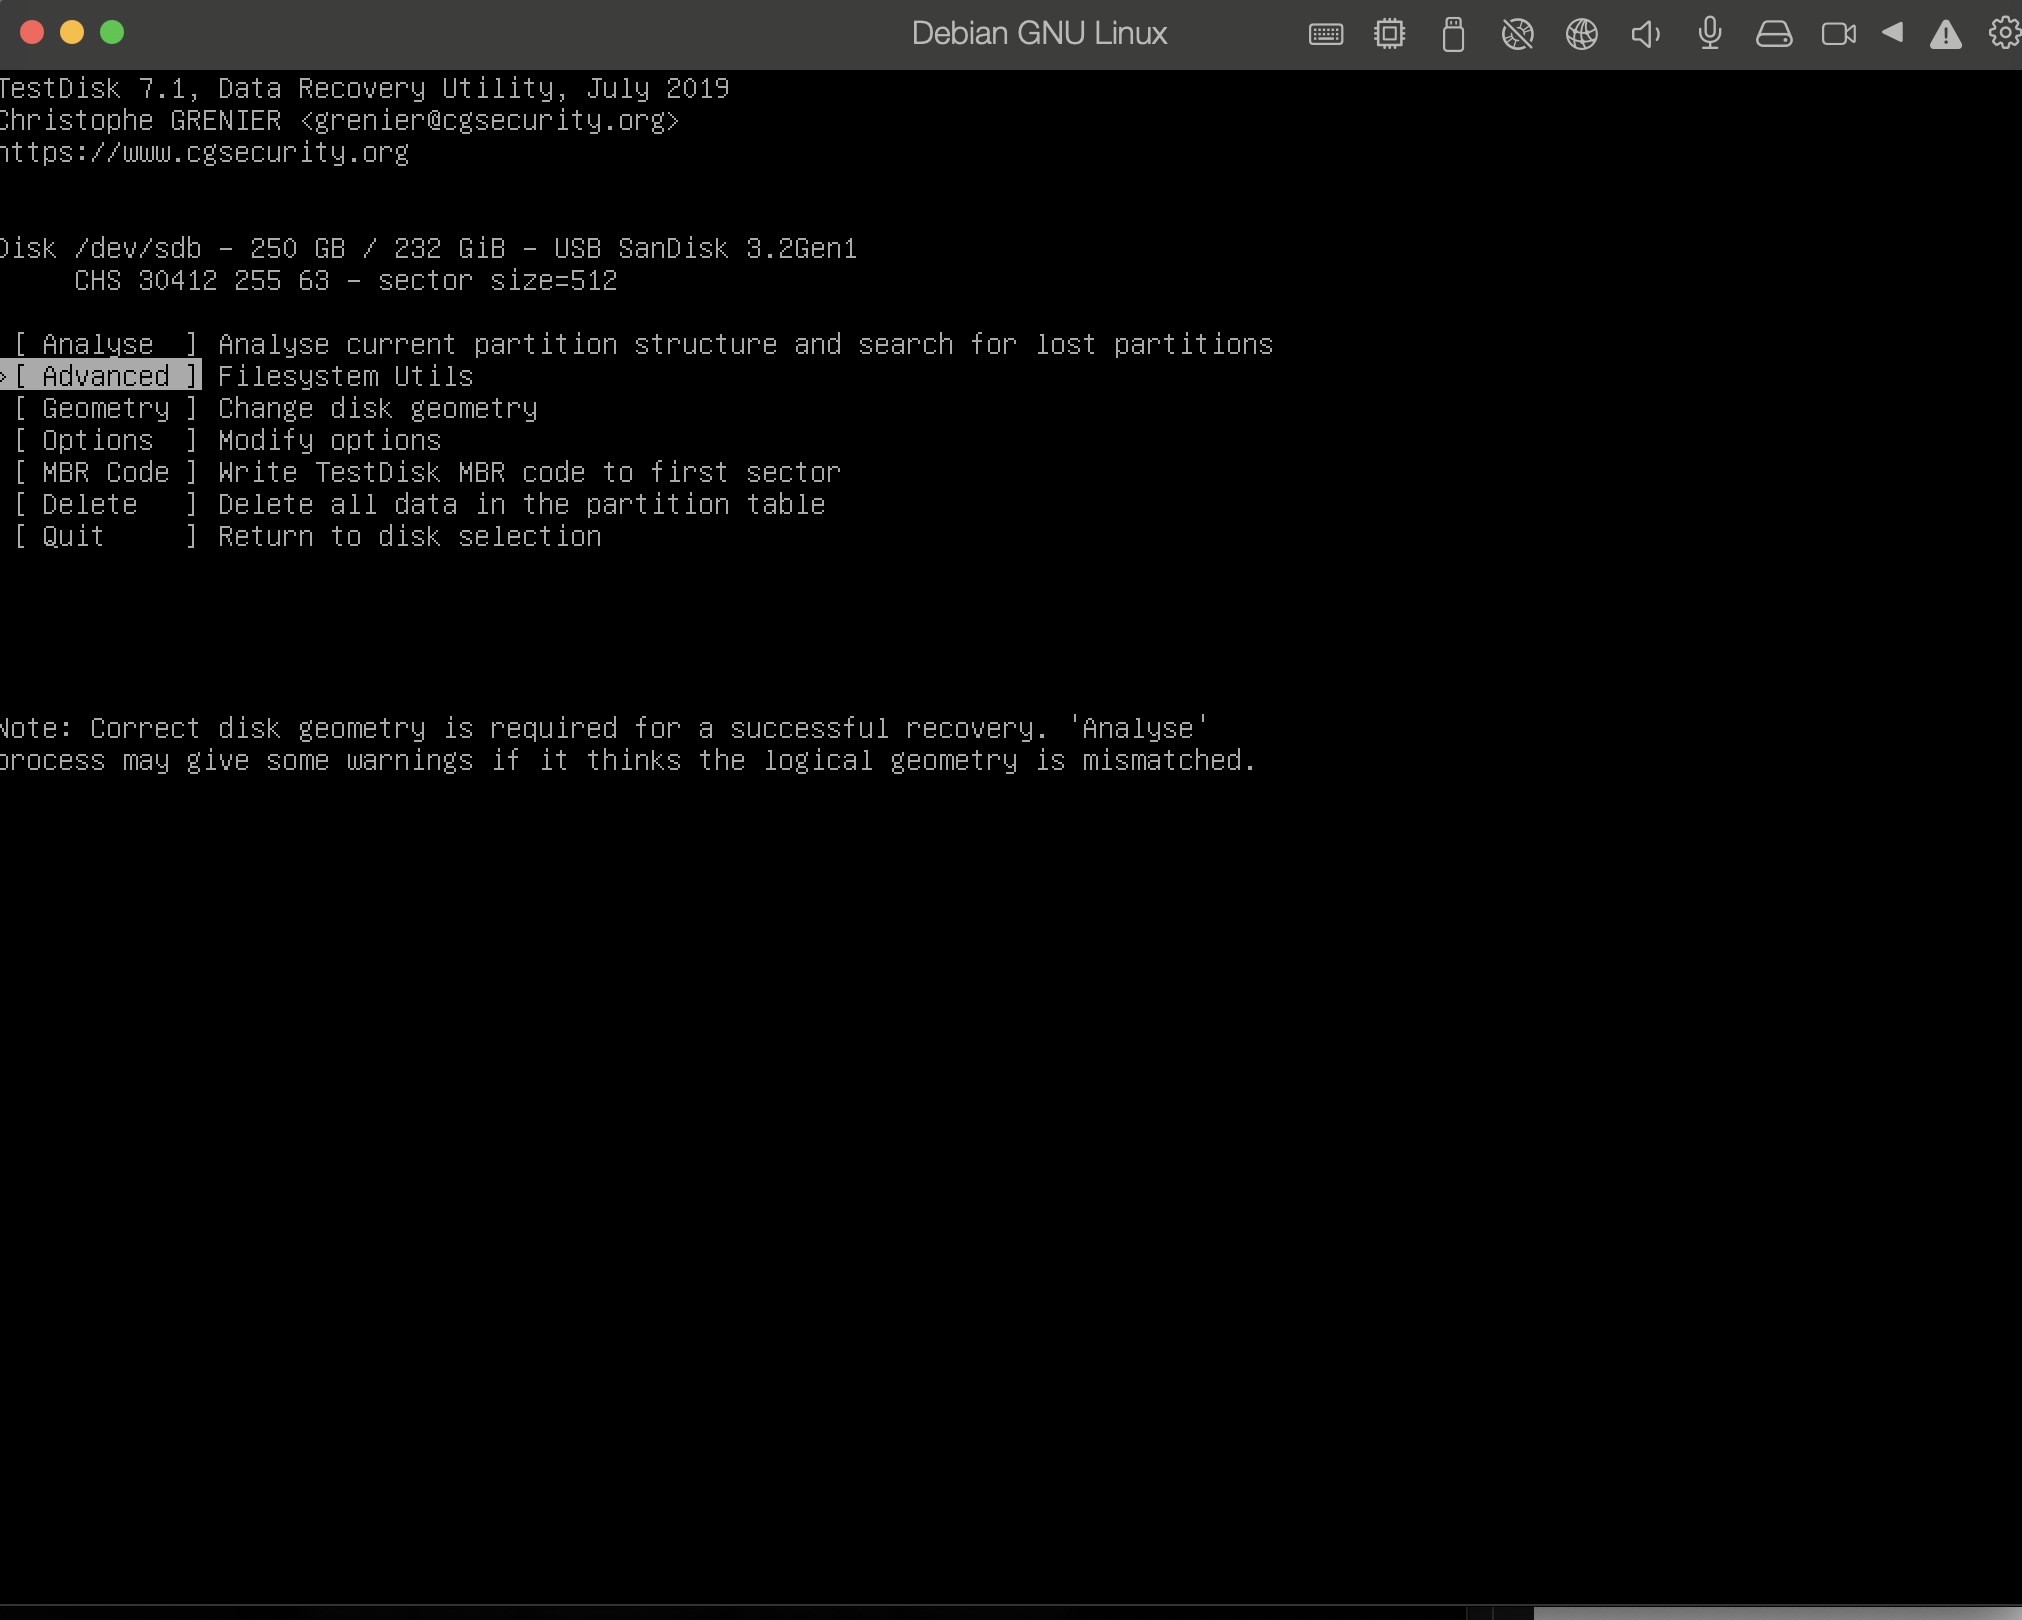 Debian GNU Linux
TestDisk 7.1, Data Recovery Utility, July 2019
Christophe GRENIER <grenier@cgsecurity.org>
https://www.cgsecurity.org
Disk /dev/sdb - 250 GB / 232 GiB - USB SanDisk 3.2Gen1
CHS 30412 255 63 - sector size=512
[ Analyse  ] Analyse current partition structure and search for lost partitions
>[ Advanced ] Filesystem Utils
[ Geometry ] Change disk geometry
[ Options  ] Modify options
[ MBR Code ] Write TestDisk MBR code to first sector
[ Delete   ] Delete all data in the partition table
[ Quit     ] Return to disk selection
Note: Correct disk geometry is required for a successful recovery. 'Analyse'
process may give some warnings if it thinks the logical geometry is mismatched.